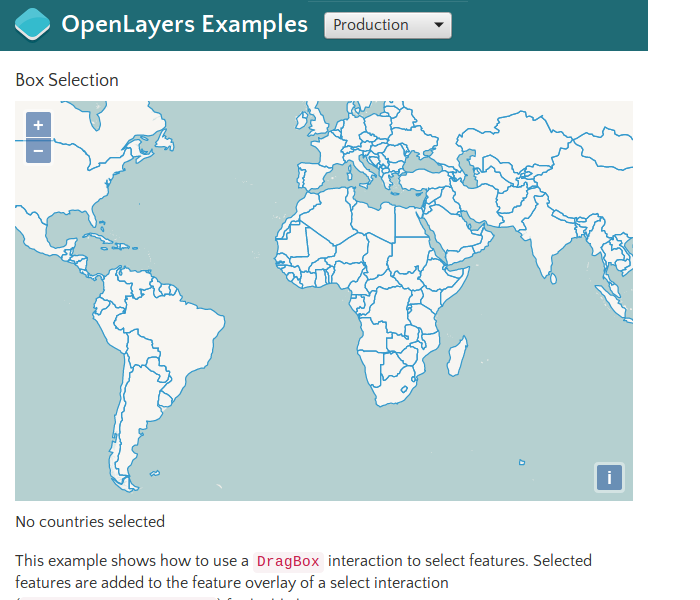 OpenLayers Examples
Production
Box Selection
+
−
i
No countries selected
This example shows how to use a DragBox interaction to select features. Selected
features are added to the feature overlay of a select interaction